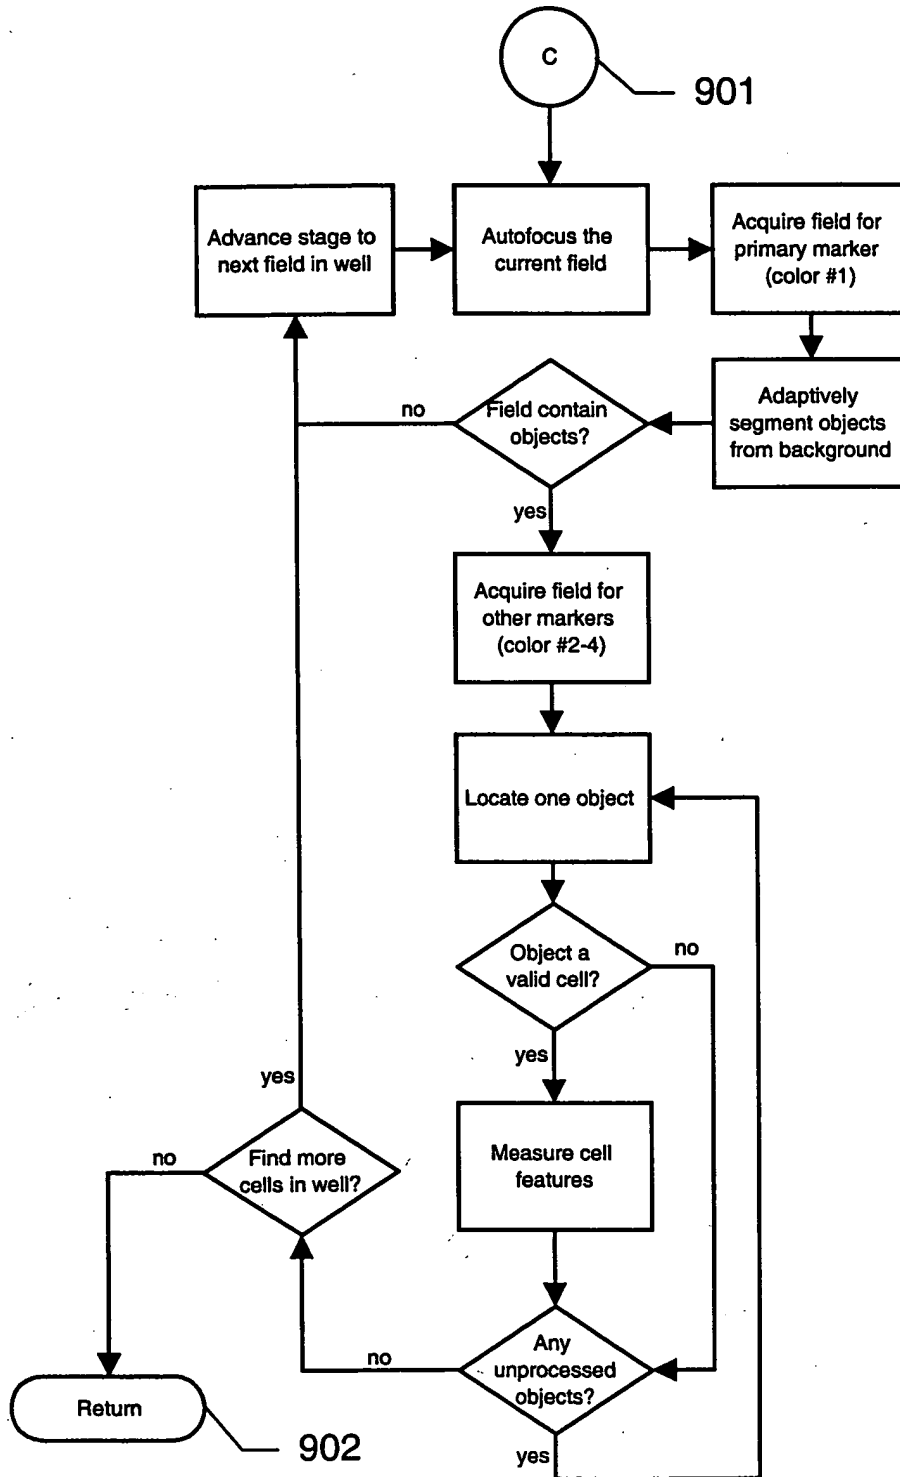 C
901
Advance stage to
next field in well
Autofocus the
current field
Acquire field for
primary marker
(color #1)
Adaptively
segment objects
from background
Field contain
objects?
no
yes
Acquire field for
other markers
(color #2-4)
Locate one object
Object a
valid cell?
no
yes
Measure cell
features
yes
Find more
cells in well?
no
Any
unprocessed
objects?
no
yes
Return
902